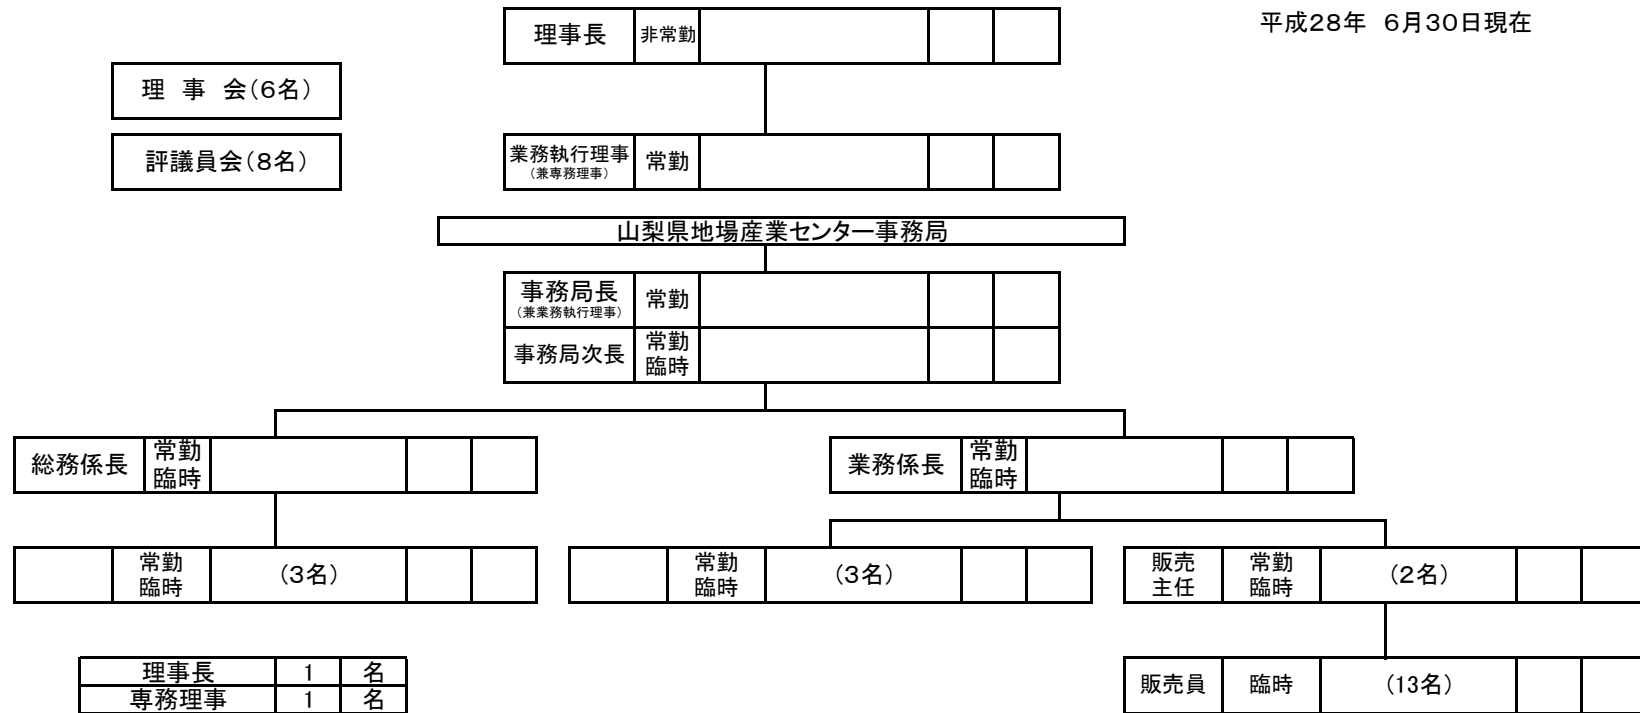 平成28年 6月30日現在
理事長 非常勤
理 事 会(6名)
評議員会(8名)
業務執行理事 常勤
(兼専務理事)
山梨県地場産業センター事務局
事務局長 常勤
(兼業務執行理事)
事務局次長 常勤
臨時
総務係長 常勤
臨時
業務係長 常勤
臨時
常勤
臨時
(3名)
常勤
臨時
(3名)
販売
主任
常勤
臨時
(2名)
理事長 1 名
専務理事 1 名
販売員 臨時 (13名)